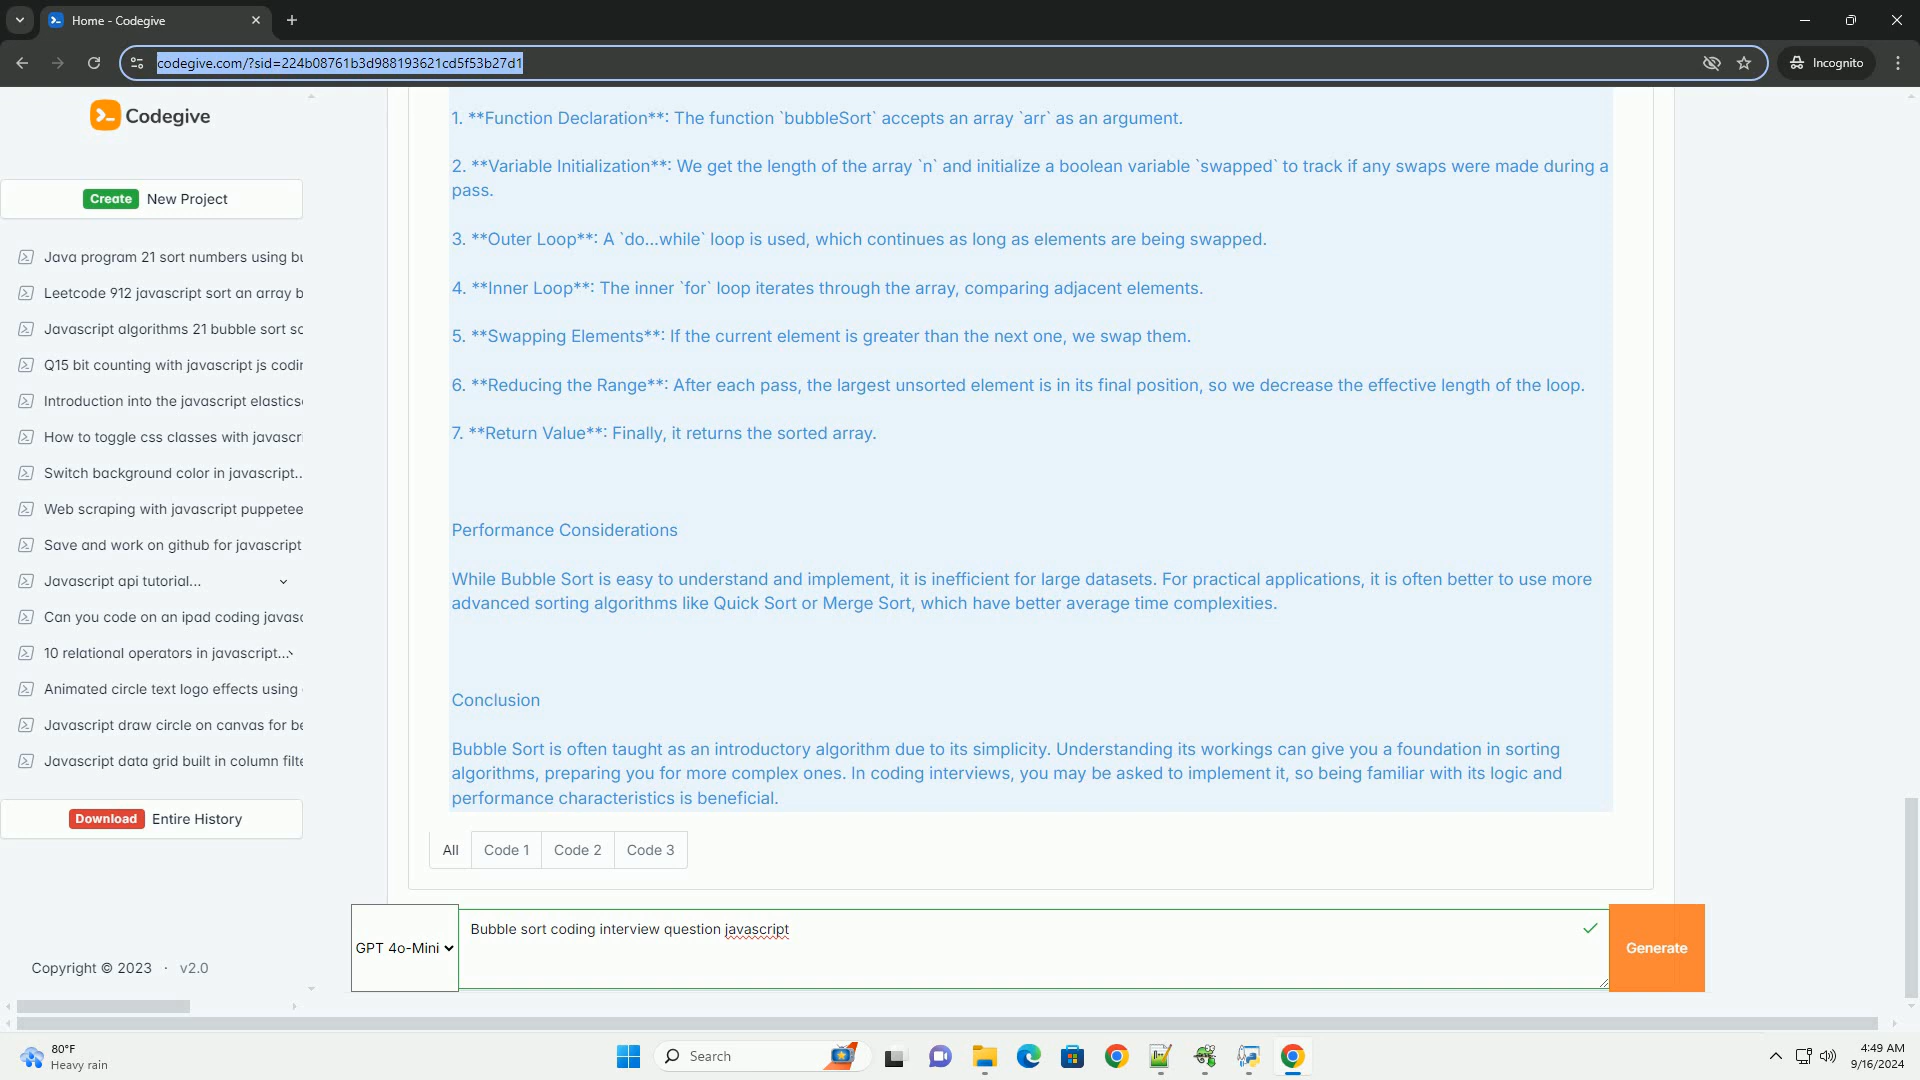 Home - Codegive
codegive.com/?sid=224b08761b3d988193621cd5f53b27d1
Incognito
Codegive
Create New Project
Java program 21 sort numbers using bu
Leetcode 912 javascript sort an array b
Javascript algorithms 21 bubble sort sc
Q15 bit counting with javascript js codin
Introduction into the javascript elastics
How to toggle css classes with javascri
Switch background color in javascript...
Web scraping with javascript puppetee
Save and work on github for javascript
Javascript api tutorial...
Can you code on an ipad coding javasc
10 relational operators in javascript...
Animated circle text logo effects using
Javascript draw circle on canvas for be
Javascript data grid built in column filte
Download Entire History
Copyright © 2023 · v2.0
1. **Function Declaration**: The function `bubbleSort` accepts an array `arr` as an argument.
2. **Variable Initialization**: We get the length of the array `n` and initialize a boolean variable `swapped` to track if any swaps were made during a
pass.
3. **Outer Loop**: A `do...while` loop is used, which continues as long as elements are being swapped.
4. **Inner Loop**: The inner `for` loop iterates through the array, comparing adjacent elements.
5. **Swapping Elements**: If the current element is greater than the next one, we swap them.
6. **Reducing the Range**: After each pass, the largest unsorted element is in its final position, so we decrease the effective length of the loop.
7. **Return Value**: Finally, it returns the sorted array.
Performance Considerations
While Bubble Sort is easy to understand and implement, it is inefficient for large datasets. For practical applications, it is often better to use more
advanced sorting algorithms like Quick Sort or Merge Sort, which have better average time complexities.
Conclusion
Bubble Sort is often taught as an introductory algorithm due to its simplicity. Understanding its workings can give you a foundation in sorting
algorithms, preparing you for more complex ones. In coding interviews, you may be asked to implement it, so being familiar with its logic and
performance characteristics is beneficial.
All Code 1 Code 2 Code 3
GPT 4o-Mini
Bubble sort coding interview question javascript
Generate
80°F
Heavy rain
Search
4:49 AM
9/16/2024